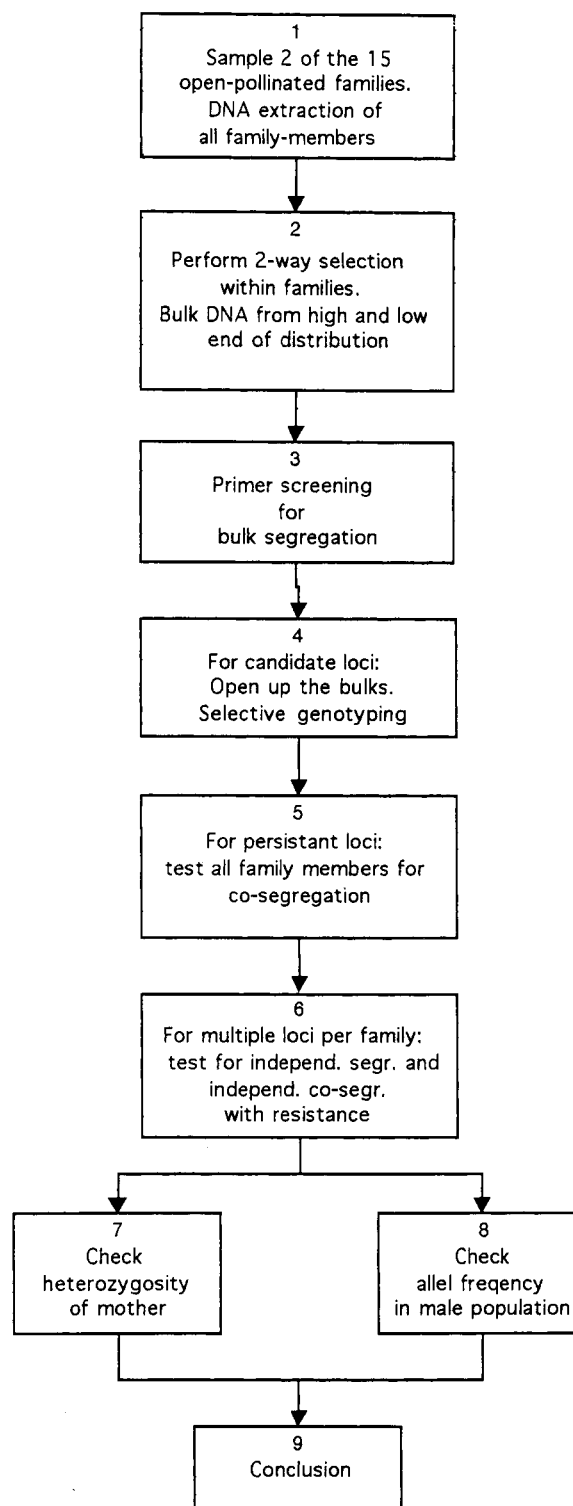 1
Sample 2 of the 15
open-pollinated families.
DNA extraction of
all family-members
2
Perform 2-way selection
within families.
Bulk DNA from high and low
end of distribution
3
Primer screening
for
bulk segregation
4
For candidate loci:
Open up the bulks.
Selective genotyping
5
For persistant loci:
test all family members for
co-segregation
6
For multiple loci per family:
test for independ. segr. and
independ. co-segr.
with resistance
7
Check
heterozygosity
of mother
8
Check
allel freqency
in male population
9
Conclusion